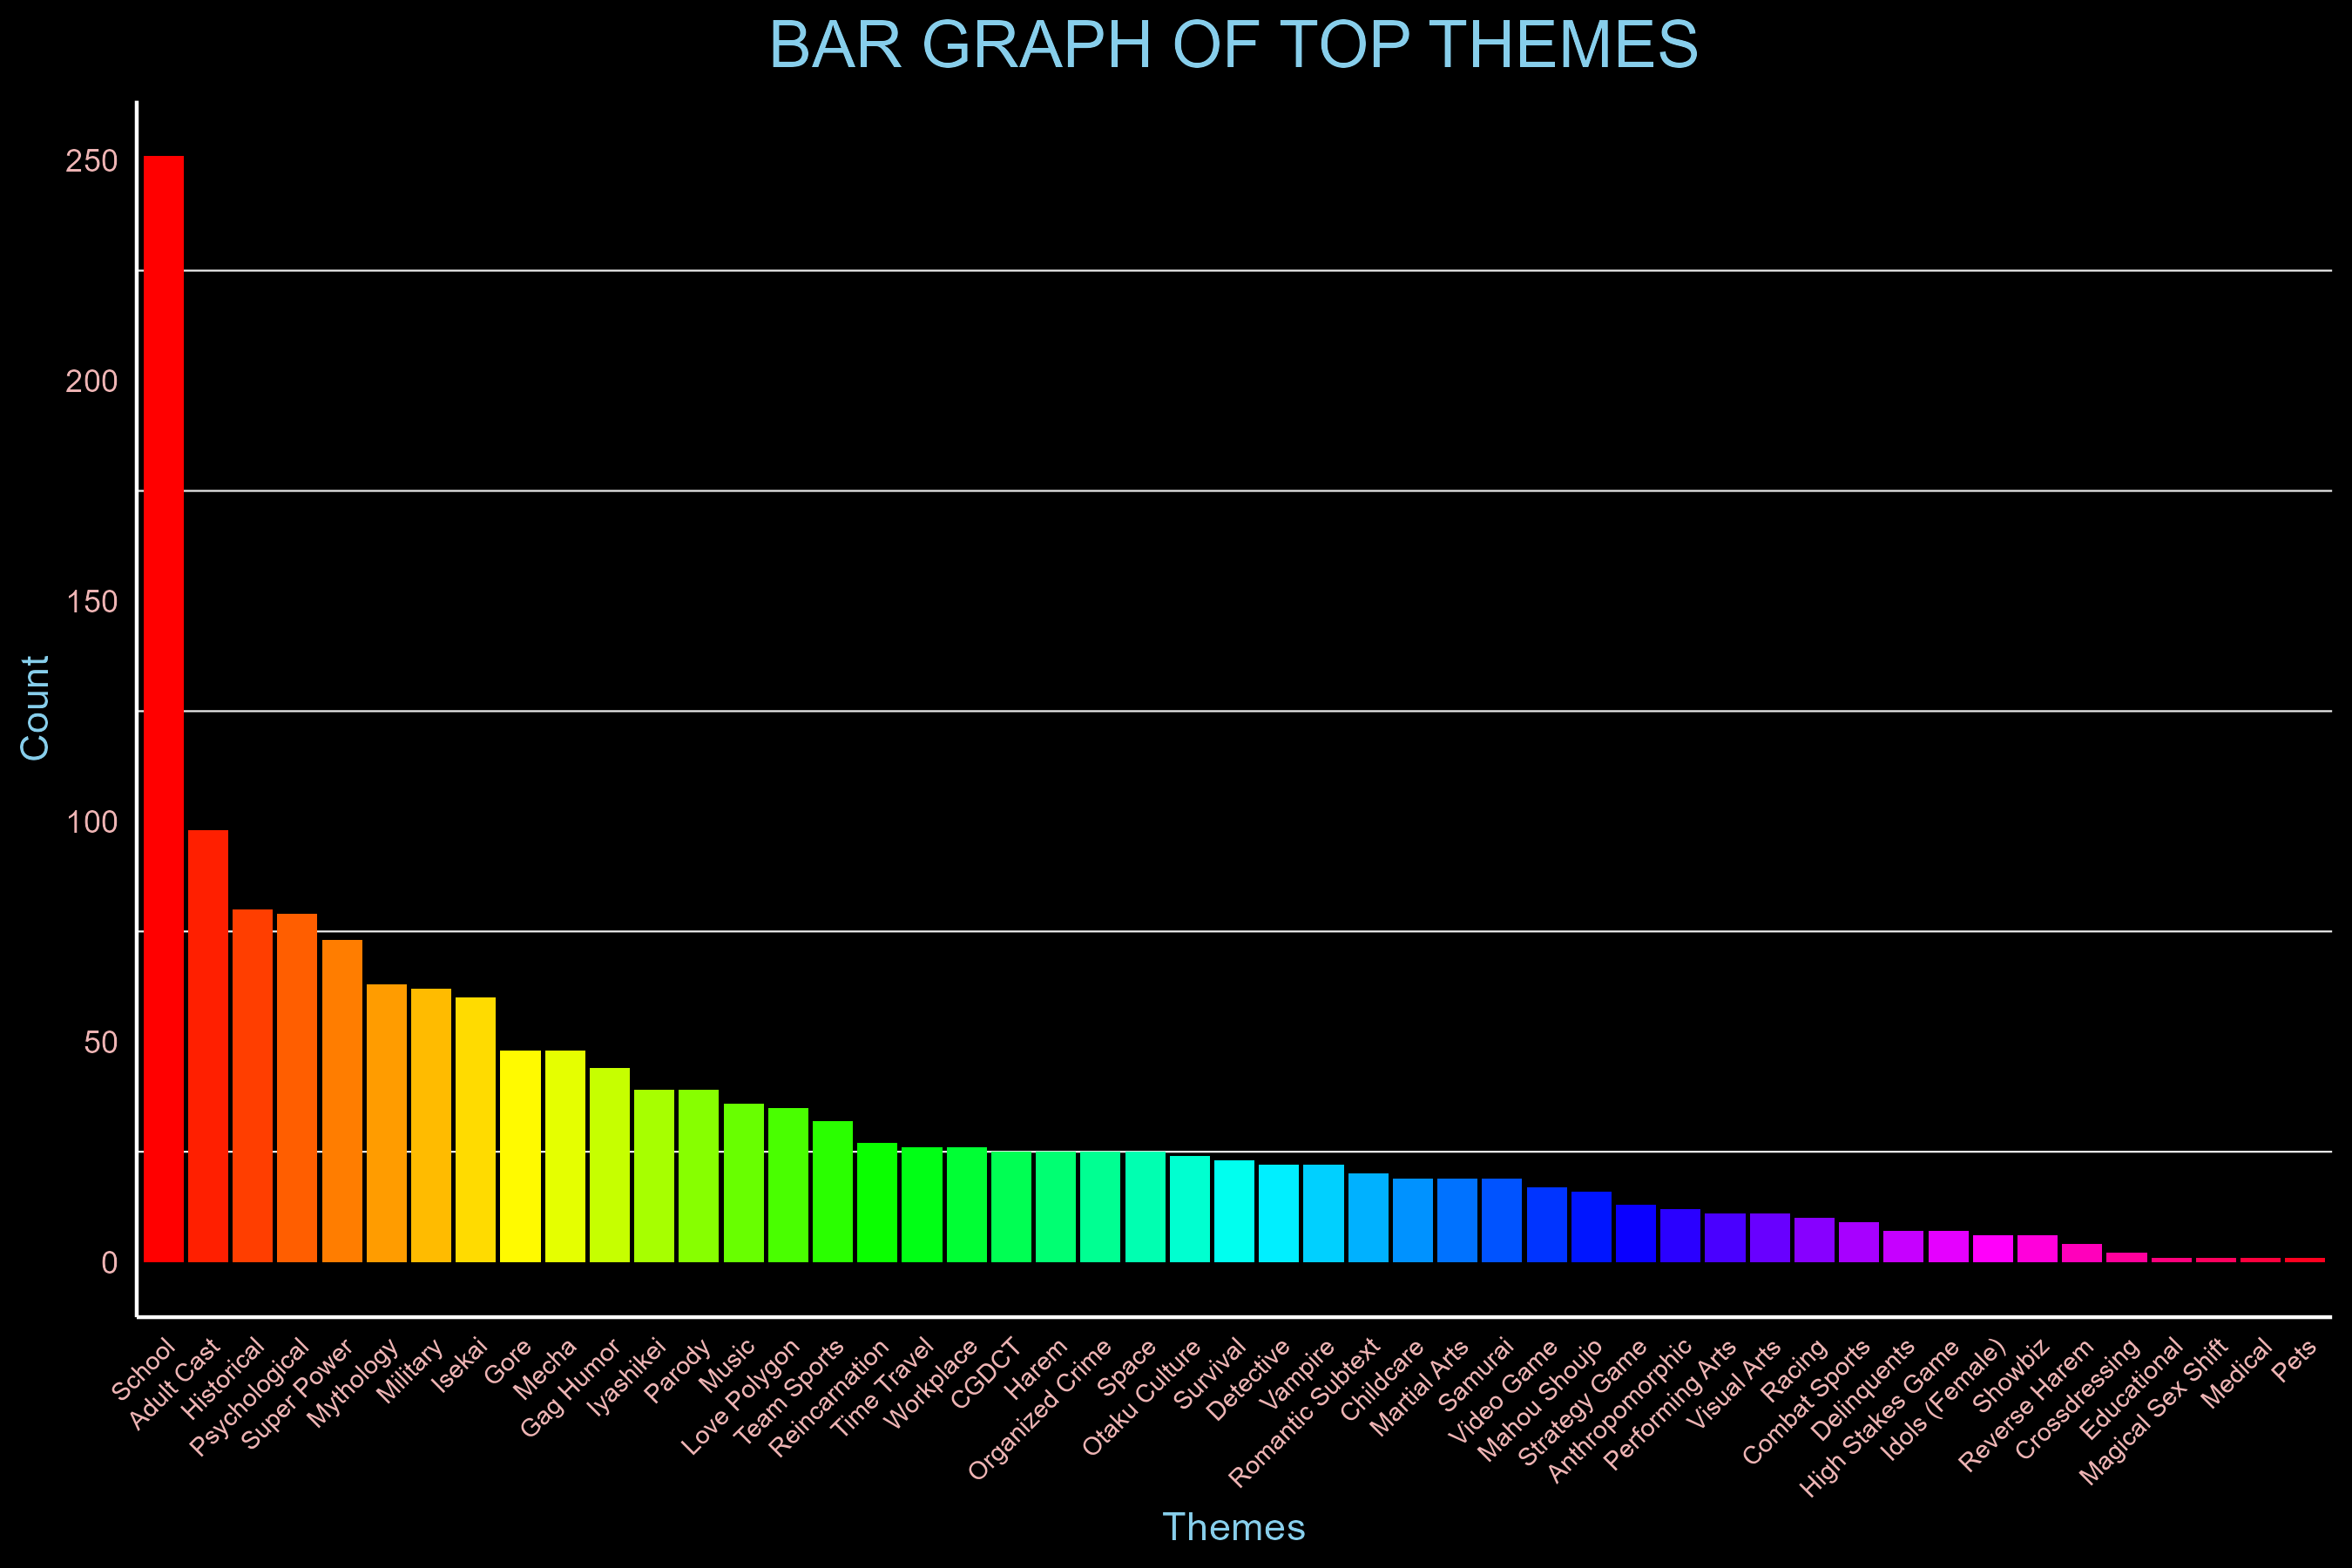 BAR GRAPH OF TOP THEMES
250
200
150
100
50
0
Count
School
Adult Cast
Historical
Psychological
Super Power
Mythology
Military
Isekai
Gore
Mecha
Gag Humor
Iyashikei
Parody
Music
Love Polygon
Team Sports
Reincarnation
Time Travel
Workplace
CGDCT
Harem
Organized Crime
Space
Otaku Culture
Survival
Detective
Vampire
Romantic Subtext
Childcare
Martial Arts
Samurai
Video Game
Mahou Shoujo
Strategy Game
Anthropomorphic
Performing Arts
Visual Arts
Racing
Combat Sports
Delinquents
High Stakes Game
Idols (Female)
Showbiz
Reverse Harem
Crossdressing
Educational
Magical Sex Shift
Medical
Pets
Themes